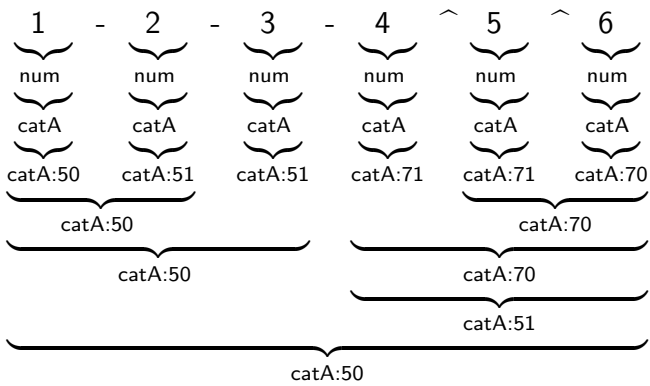 1 - 2 - 3 - 4 ^ 5 ^ 6
num num num num num num
catA catA catA catA catA catA
catA:50 catA:51 catA:51 catA:71 catA:71 catA:70
catA:50 catA:70
catA:50 catA:70
catA:51
catA:50